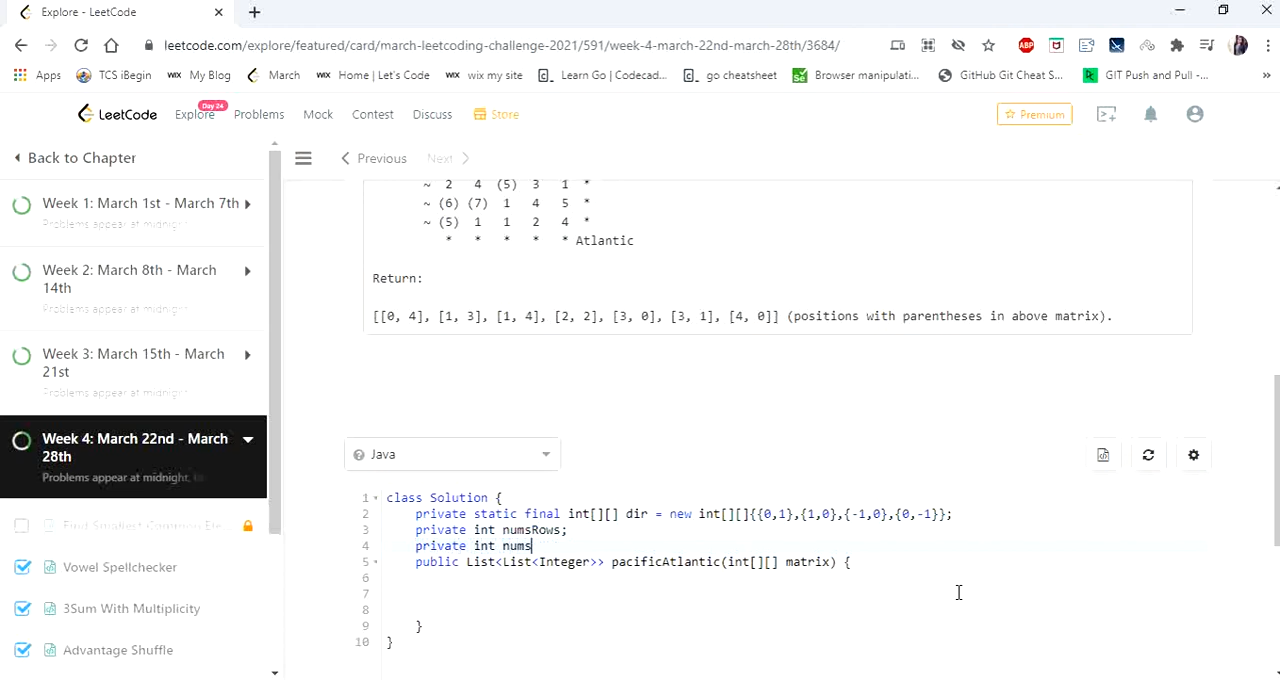 Explore - LeetCode
leetcode.com/explore/featured/card/march-leetcoding-challenge-2021/591/week-4-march-22nd-march-28th/3684/
Apps TCS iBegin My Blog March Home | Let's Code wix my site Learn Go | Codecad... go cheatsheet Browser manipulati... GitHub Git Cheat S... GIT Push and Pull -... »
LeetCode Explore Day 24 Problems Mock Contest Discuss Store Premium
Back to Chapter
Previous Next
Week 1: March 1st - March 7th
Problems appear at midnight
Week 2: March 8th - March
14th
Problems appear at midnight
Week 3: March 15th - March
21st
Problems appear at midnight
Week 4: March 22nd - March
28th
Problems appear at midnight,
Find Smallest Common Ele...
Vowel Spellchecker
3Sum With Multiplicity
Advantage Shuffle
~ 2 4 (5) 3 1 *
~ (6) (7) 1 4 5 *
~ (5) 1 1 2 4 *
* * * * * Atlantic
Return:
[[0, 4], [1, 3], [1, 4], [2, 2], [3, 0], [3, 1], [4, 0]] (positions with parentheses in above matrix).
Java
1 class Solution {
2 private static final int[][] dir = new int[][]{{0,1},{1,0},{-1,0},{0,-1}};
3 private int numsRows;
4 private int nums
5 public List<List<Integer>> pacificAtlantic(int[][] matrix) {
6
7
8
9 }
10 }